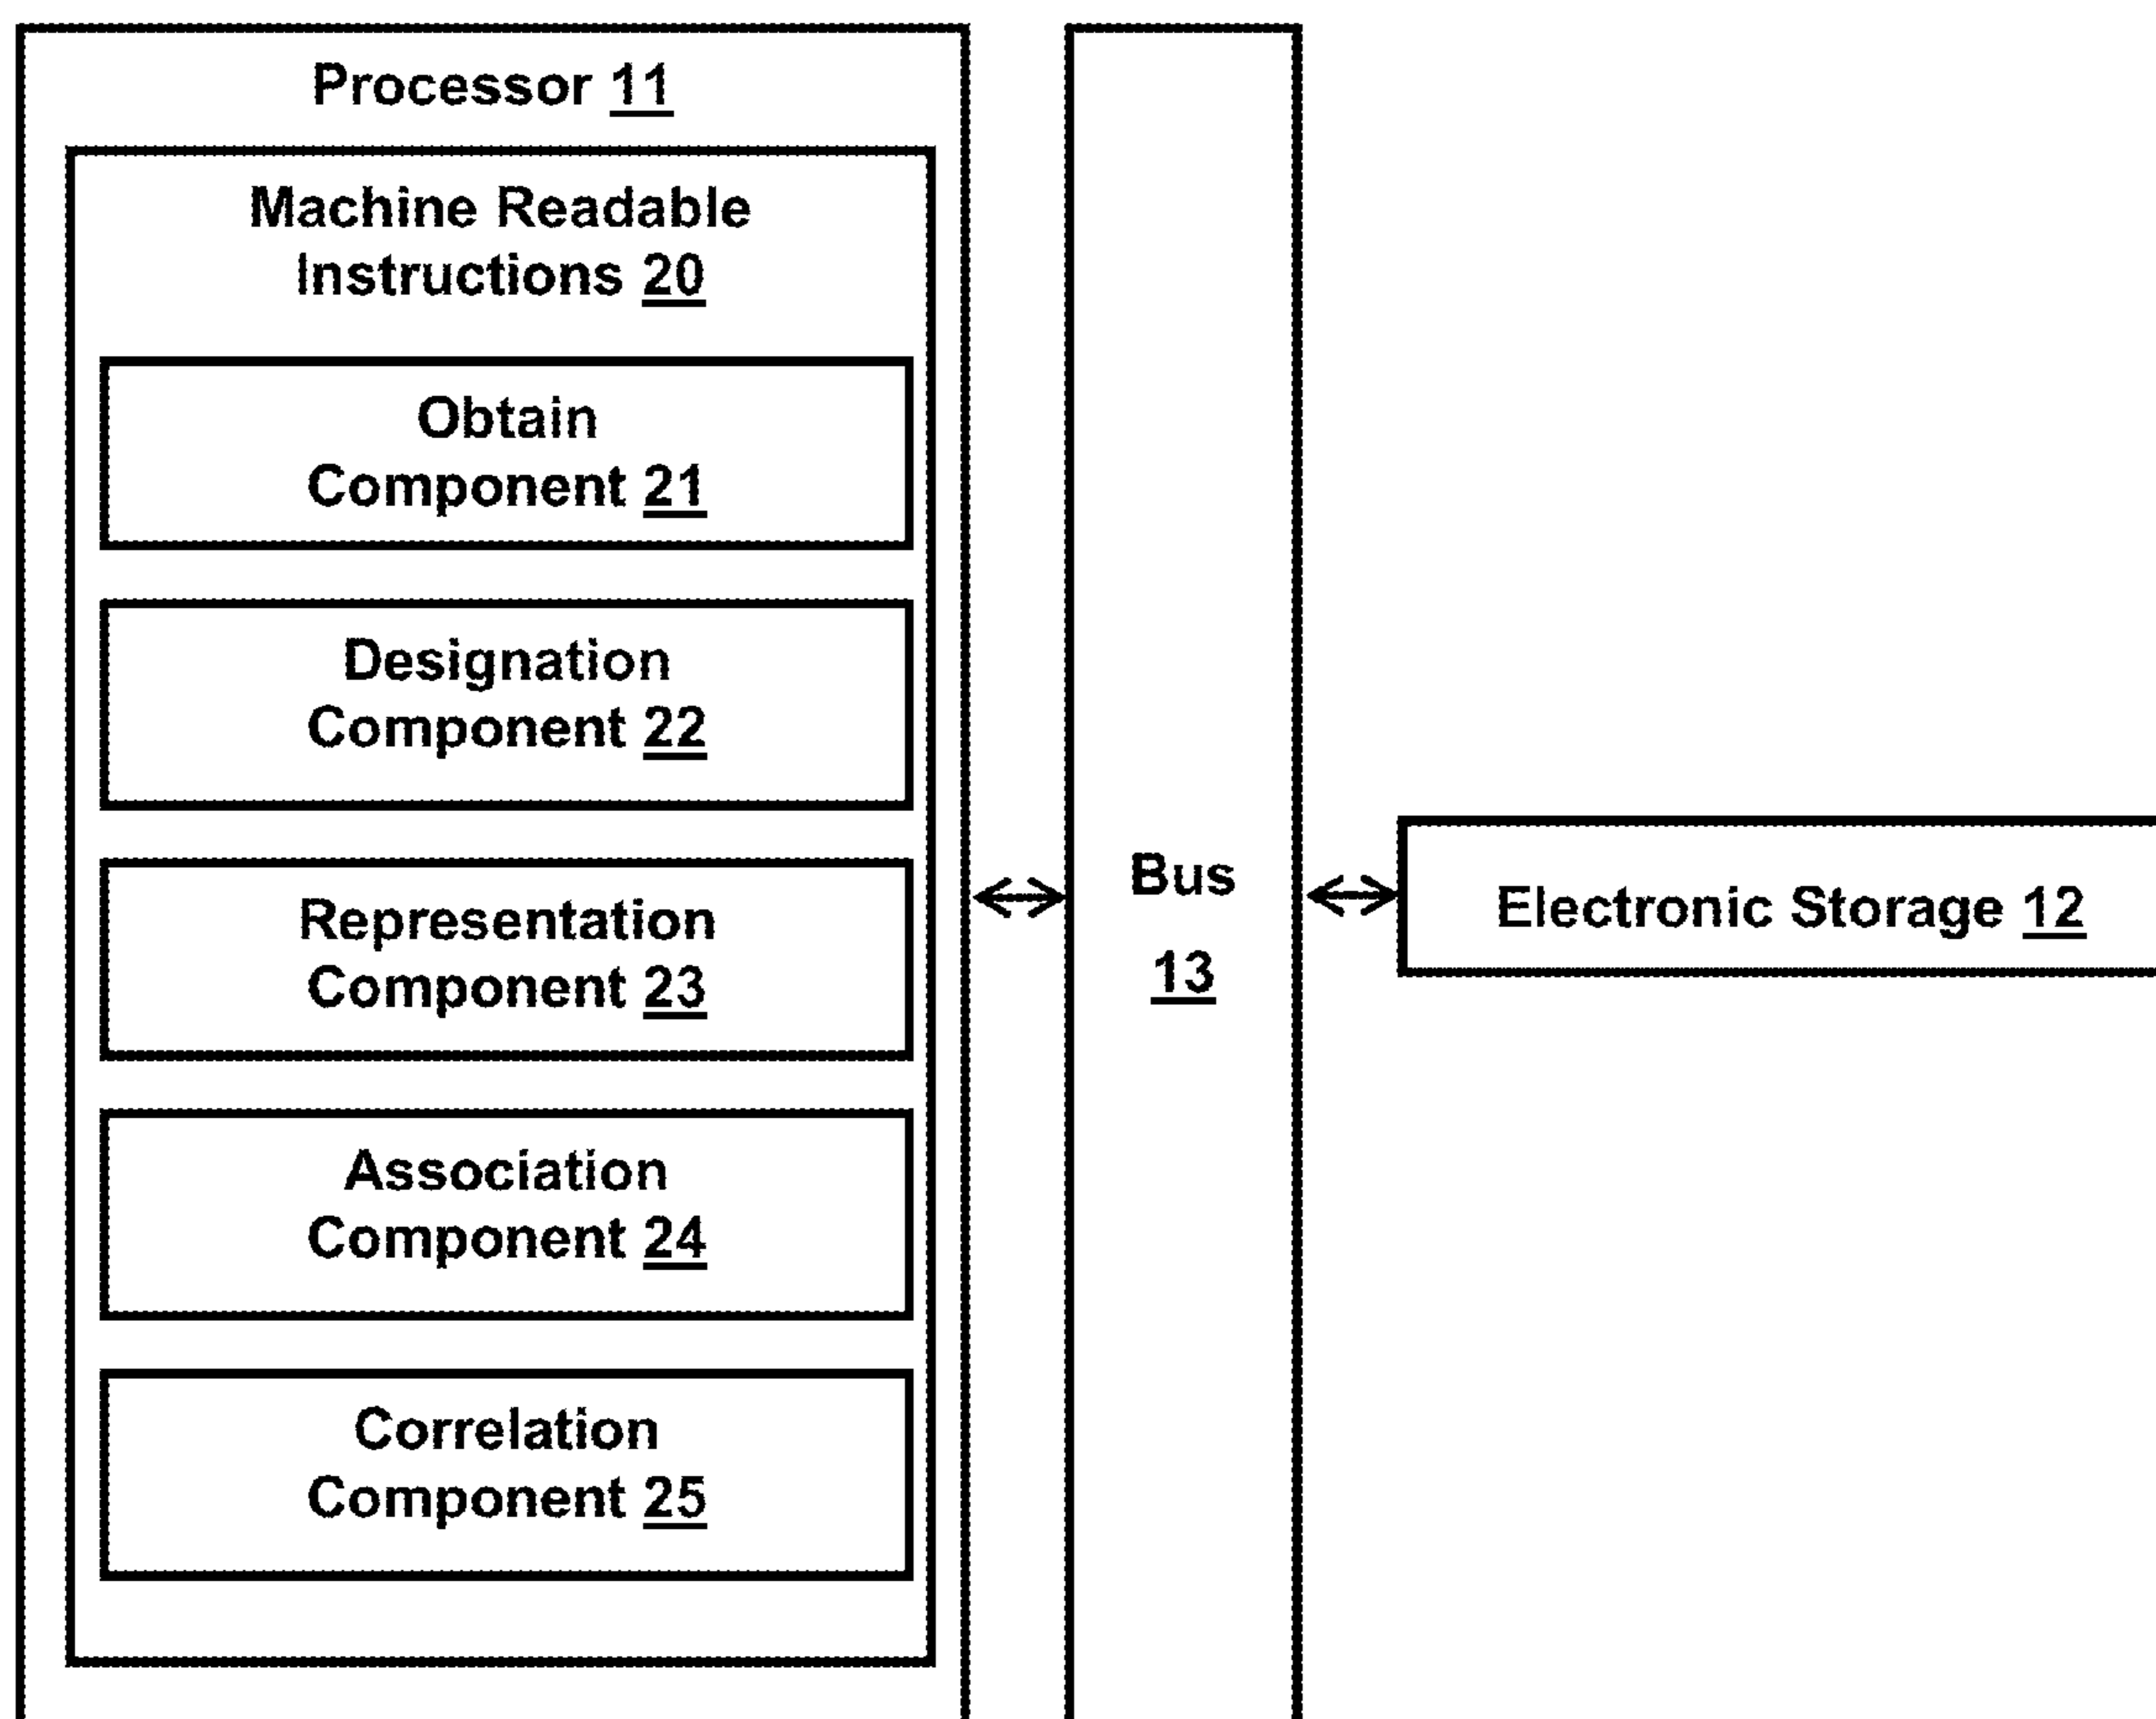 Processor 11
Machine Readable
Instructions 20
Obtain
Component 21
Designation
Component 22
Representation
Component 23
Association
Component 24
Correlation
Component 25
Bus
13
Electronic Storage 12